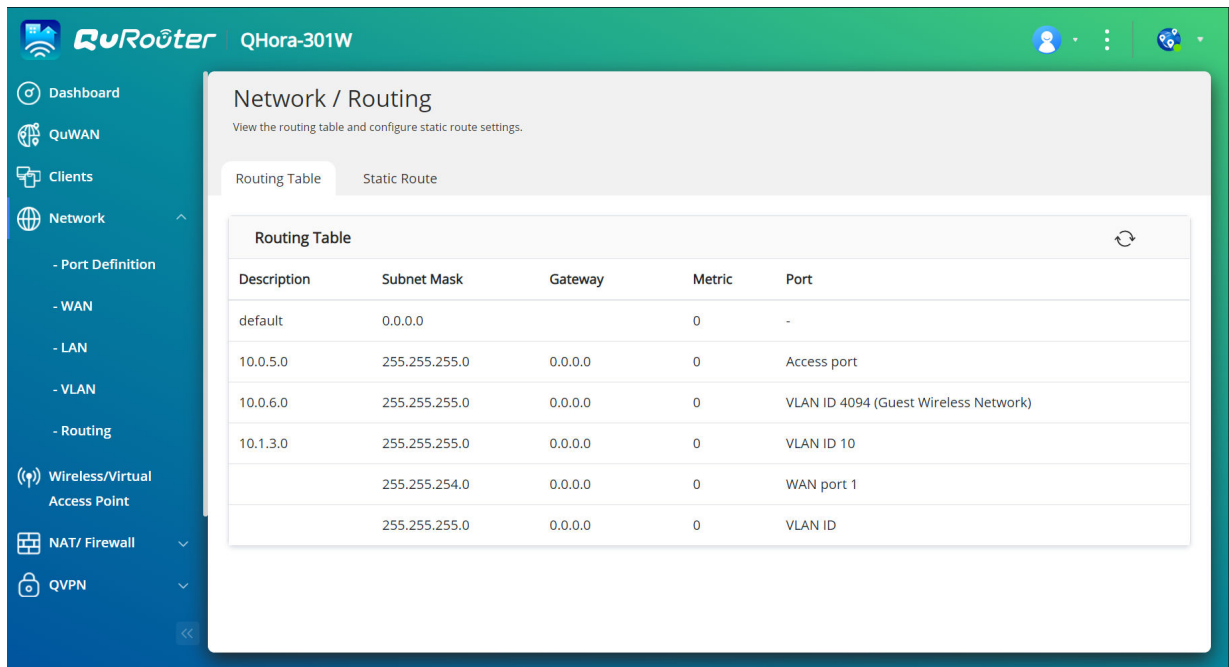 QuRoûter QHora-301W
Dashboard
QuWAN
Clients
Network
- Port Definition
- WAN
- LAN
- VLAN
- Routing
Wireless/Virtual
Access Point
NAT/ Firewall
QVPN
Network / Routing
View the routing table and configure static route settings.
Routing Table Static Route
Routing Table
Description Subnet Mask Gateway Metric Port
default 0.0.0.0 0 -
10.0.5.0 255.255.255.0 0.0.0.0 0 Access port
10.0.6.0 255.255.255.0 0.0.0.0 0 VLAN ID 4094 (Guest Wireless Network)
10.1.3.0 255.255.255.0 0.0.0.0 0 VLAN ID 10
255.255.254.0 0.0.0.0 0 WAN port 1
255.255.255.0 0.0.0.0 0 VLAN ID